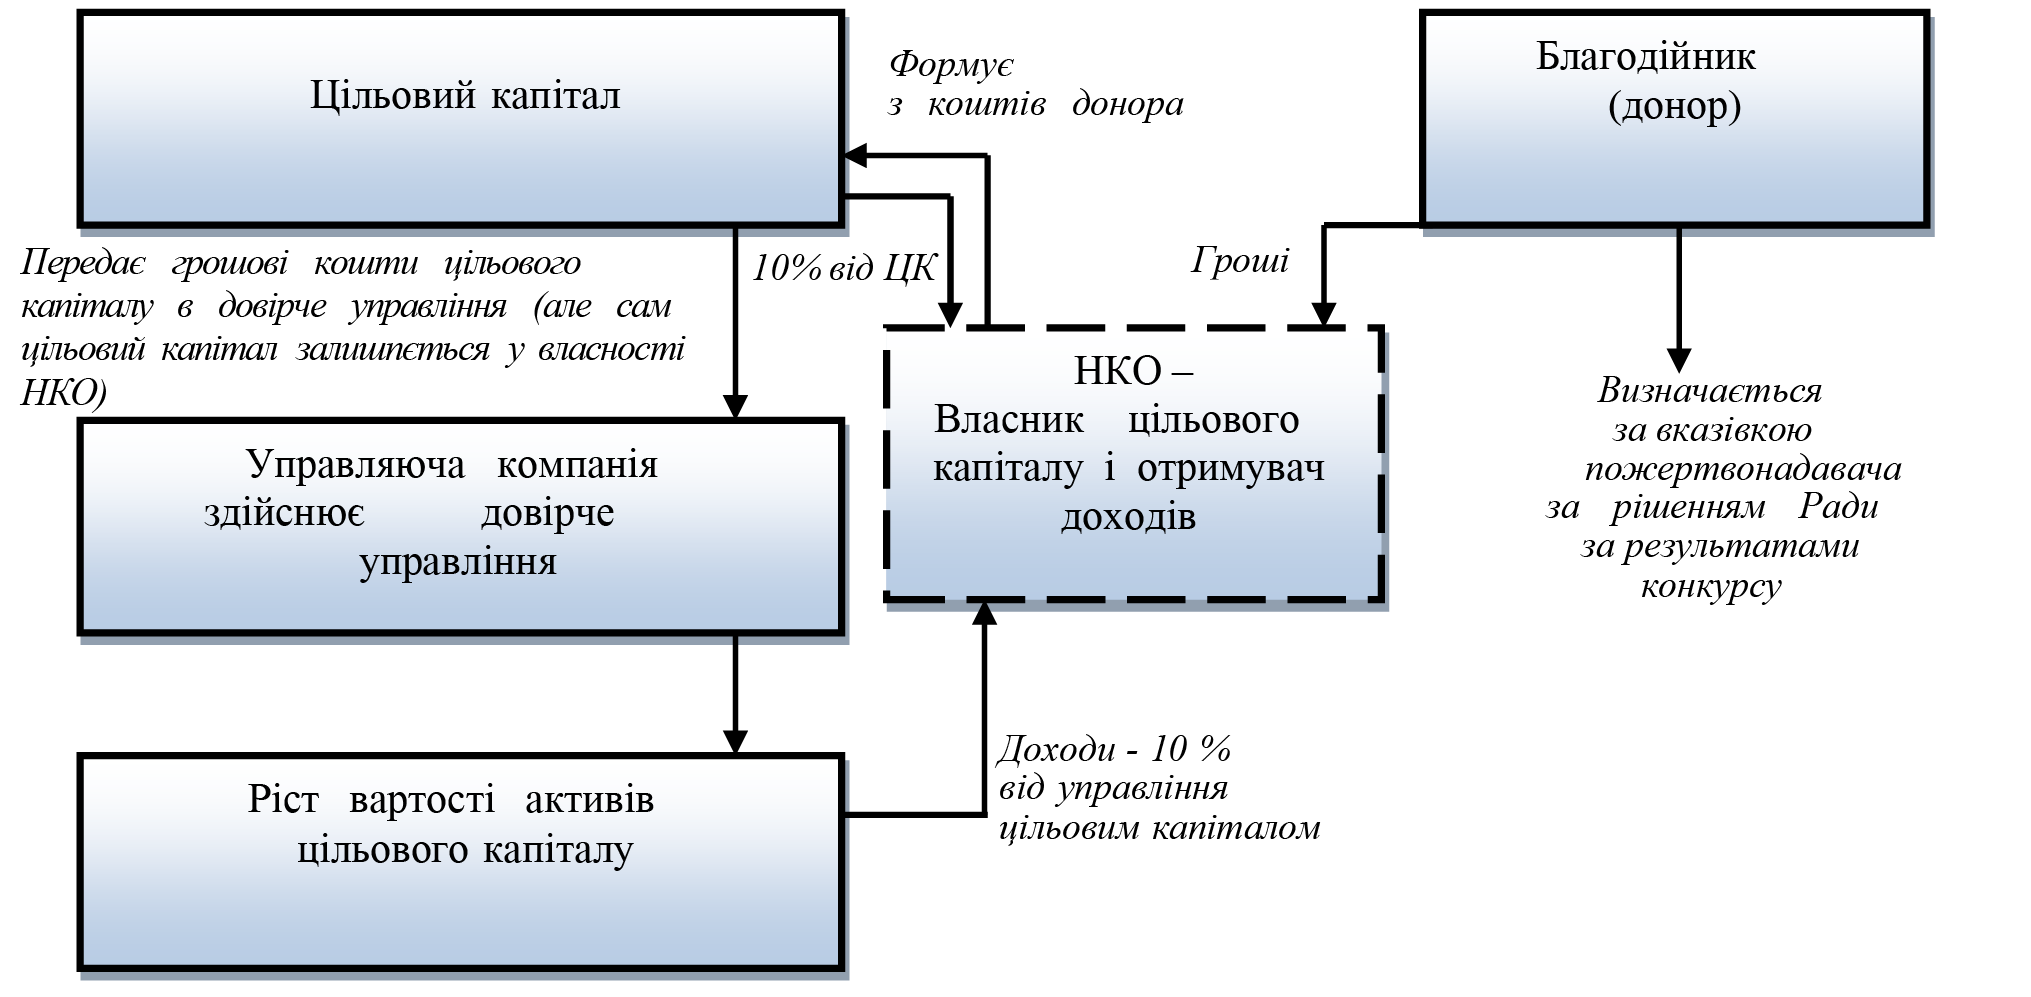 Цільовий капітал
Формує
з коштів донора
Благодійник
(донор)
Передає грошові кошти цільового
капіталу в довірче управління (але сам
цільовий капітал залишпється у власності
НКО)
10% від ЦК
Гроші
НКО –
Власник цільового
капіталу і отримувач
доходів
Визначається
за вказівкою
пожертвонадавача
за рішенням Ради
за результатами
конкурсу
Управляюча компанія
здійснює довірче
управління
Ріст вартості активів
цільового капіталу
Доходи - 10 %
від управління
цільовим капіталом